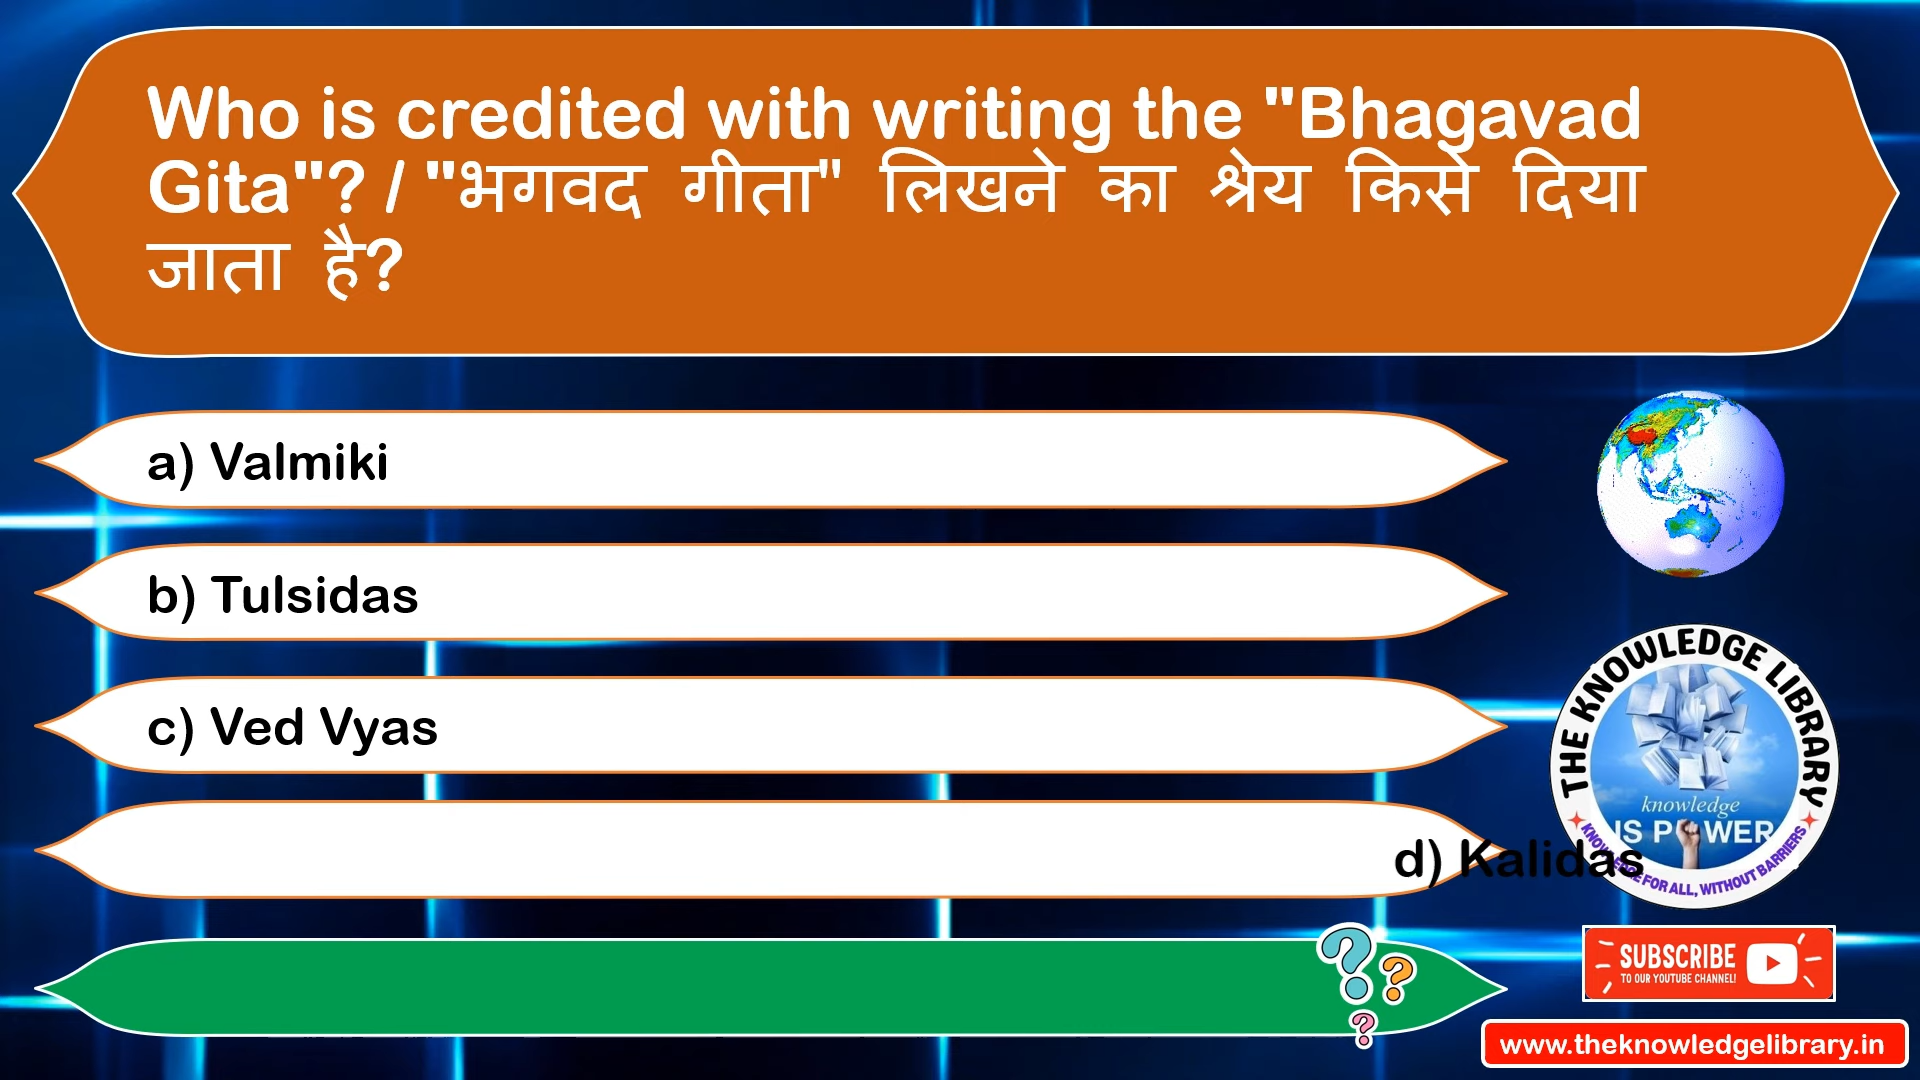 Who is credited with writing the "Bhagavad
Gita"? / "भगवद गीता" लिखने का श्रेय किसे दिया
जाता है?
a) Valmiki
b) Tulsidas
c) Ved Vyas
d) Kalidas
THE KNOWLEDGE LIBRARY
knowledge
IS POWER
KNOWLEDGE FOR ALL, WITHOUT BARRIERS
SUBSCRIBE
TO OUR YOUTUBE CHANNEL!
www.theknowledgelibrary.in